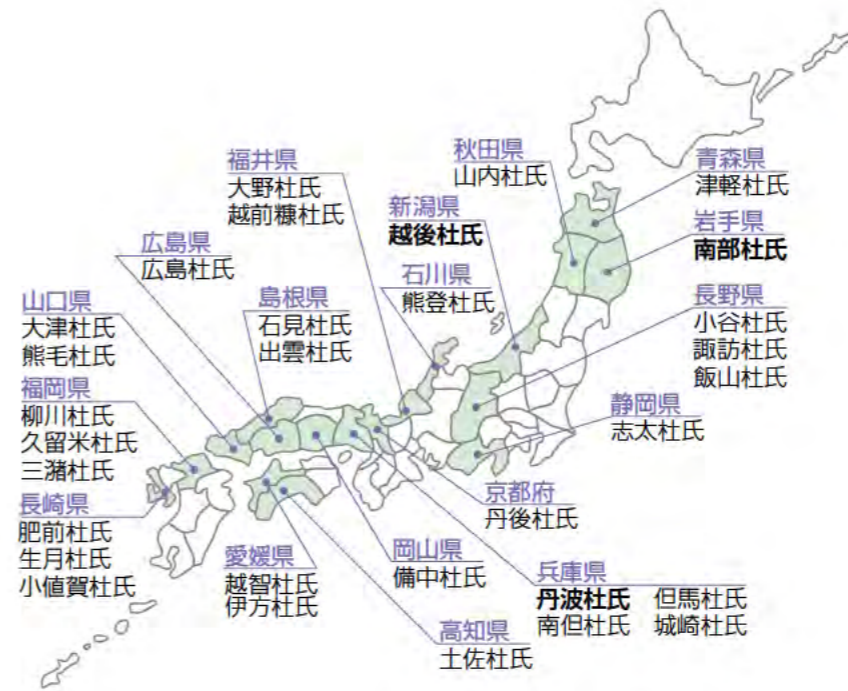 福井県
大野杜氏
越前糠杜氏
秋田県
山内杜氏
青森県
津軽杜氏
新潟県
越後杜氏
岩手県
南部杜氏
広島県
広島杜氏
石川県
熊登杜氏
山口県
大津杜氏
熊毛杜氏
島根県
石見杜氏
出雲杜氏
長野県
小谷杜氏
諏訪杜氏
飯山杜氏
福岡県
柳川杜氏
久留米杜氏
三潴杜氏
静岡県
志太杜氏
長崎県
肥前杜氏
生月杜氏
小値賀杜氏
京都府
丹後杜氏
愛媛県
越智杜氏
伊方杜氏
岡山県
備中杜氏
兵庫県
丹波杜氏 但馬杜氏
南但杜氏 城崎杜氏
高知県
土佐杜氏